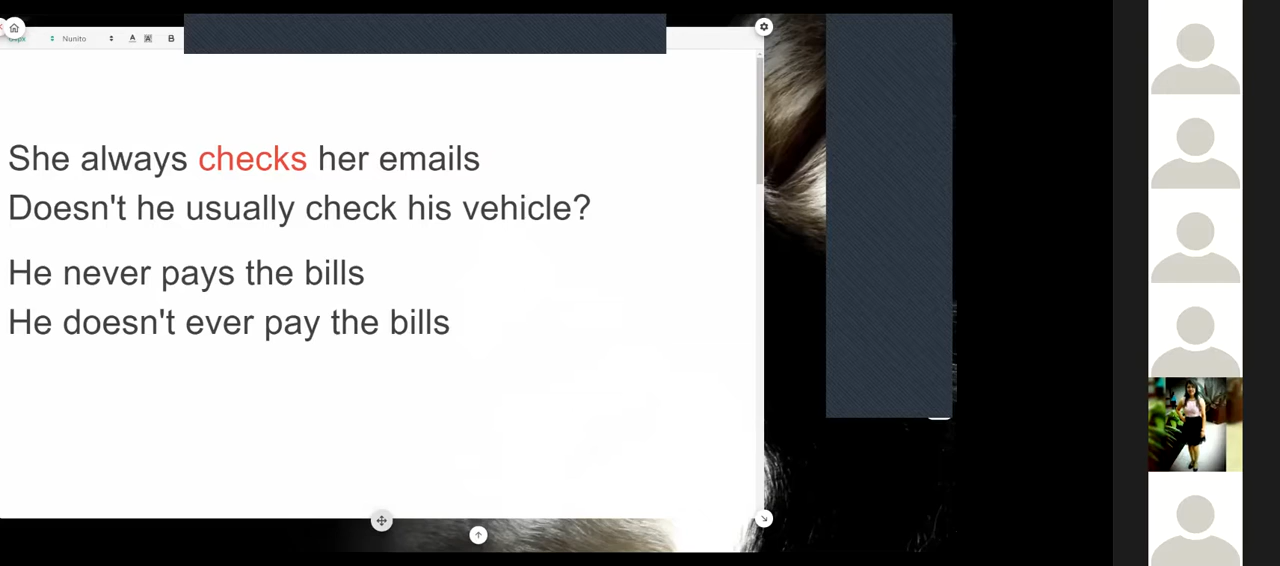 Nunito A A B
She always checks her emails
Doesn't he usually check his vehicle?
He never pays the bills
He doesn't ever pay the bills